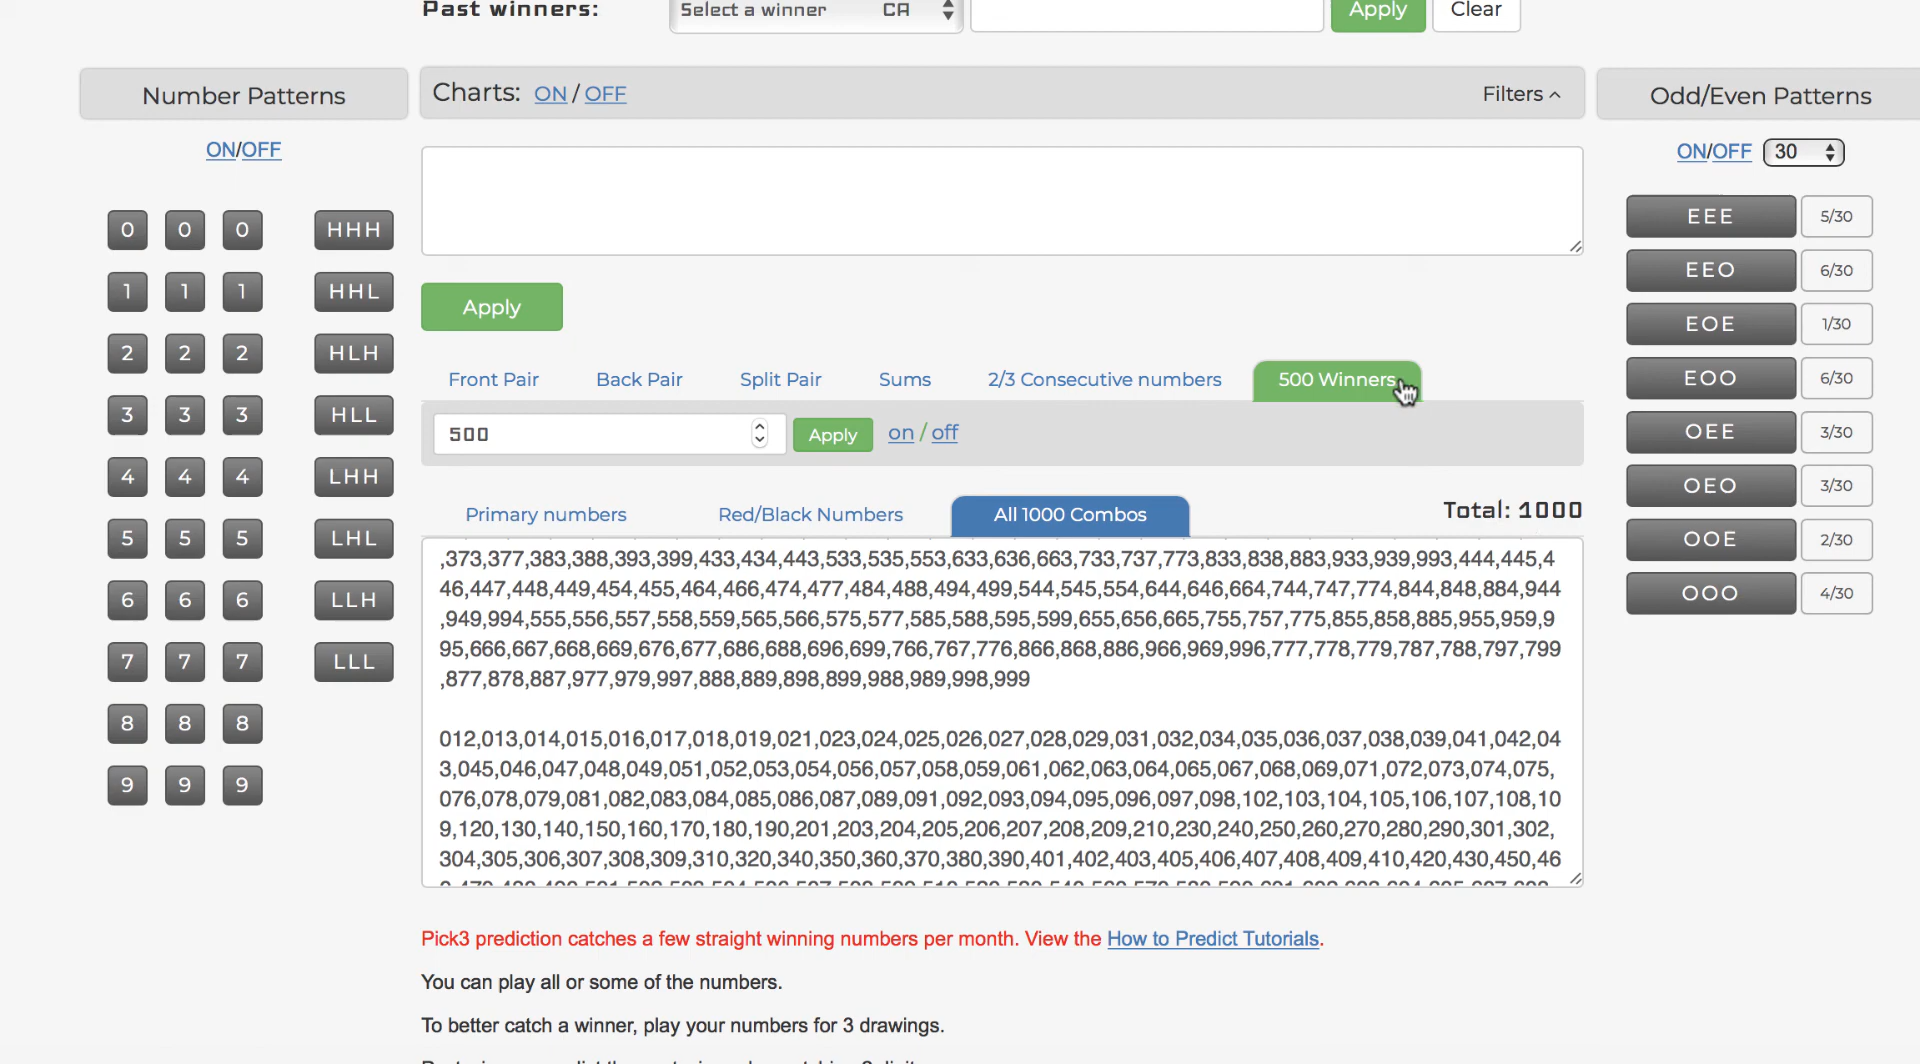 Past winners: Select a winner CA Apply Clear
Number Patterns
ON/OFF
0 0 0 HHH
1 1 1 HHL
2 2 2 HLH
3 3 3 HLL
4 4 4 LHH
5 5 5 LHL
6 6 6 LLH
7 7 7 LLL
8 8 8
9 9 9
Charts: ON / OFF Filters
Apply
Front Pair Back Pair Split Pair Sums 2/3 Consecutive numbers 500 Winners
500 Apply on / off
Primary numbers Red/Black Numbers All 1000 Combos Total: 1000
,373,377,383,388,393,399,433,434,443,533,535,553,633,636,663,733,737,773,833,838,883,933,939,993,444,445,4
46,447,448,449,454,455,464,466,474,477,484,488,494,499,544,545,554,644,646,664,744,747,774,844,848,884,944
,949,994,555,556,557,558,559,565,566,575,577,585,588,595,599,655,656,665,755,757,775,855,858,885,955,959,9
95,666,667,668,669,676,677,686,688,696,699,766,767,776,866,868,886,966,969,996,777,778,779,787,788,797,799
,877,878,887,977,979,997,888,889,898,899,988,989,998,999
012,013,014,015,016,017,018,019,021,023,024,025,026,027,028,029,031,032,034,035,036,037,038,039,041,042,04
3,045,046,047,048,049,051,052,053,054,056,057,058,059,061,062,063,064,065,067,068,069,071,072,073,074,075,
076,078,079,081,082,083,084,085,086,087,089,091,092,093,094,095,096,097,098,102,103,104,105,106,107,108,10
9,120,130,140,150,160,170,180,190,201,203,204,205,206,207,208,209,210,230,240,250,260,270,280,290,301,302,
304,305,306,307,308,309,310,320,340,350,360,370,380,390,401,402,403,405,406,407,408,409,410,420,430,450,46
Pick3 prediction catches a few straight winning numbers per month. View the How to Predict Tutorials.
You can play all or some of the numbers.
To better catch a winner, play your numbers for 3 drawings.
Odd/Even Patterns
ON/OFF 30
EEE 5/30
EEO 6/30
EOE 1/30
EOO 6/30
OEE 3/30
OEO 3/30
OOE 2/30
OOO 4/30